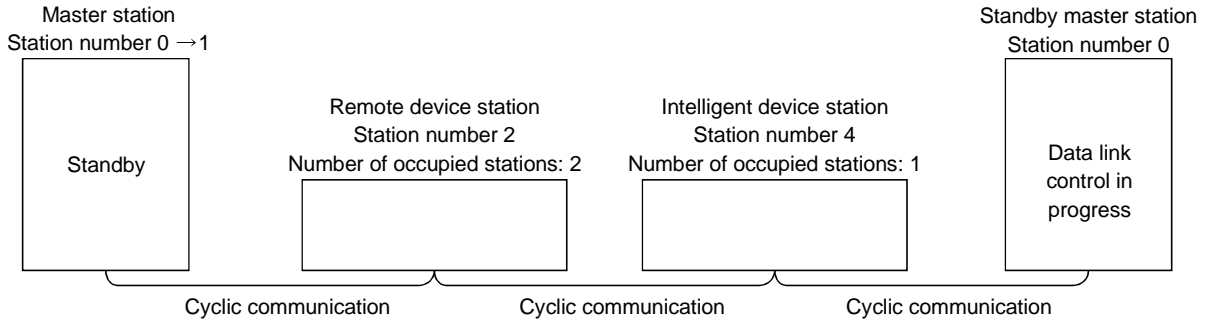 Master station
Station number 0 →1
Standby master station
Station number 0
Remote device station
Station number 2
Number of occupied stations: 2
Intelligent device station
Station number 4
Number of occupied stations: 1
Standby
Data link
control in
progress
Cyclic communication
Cyclic communication
Cyclic communication